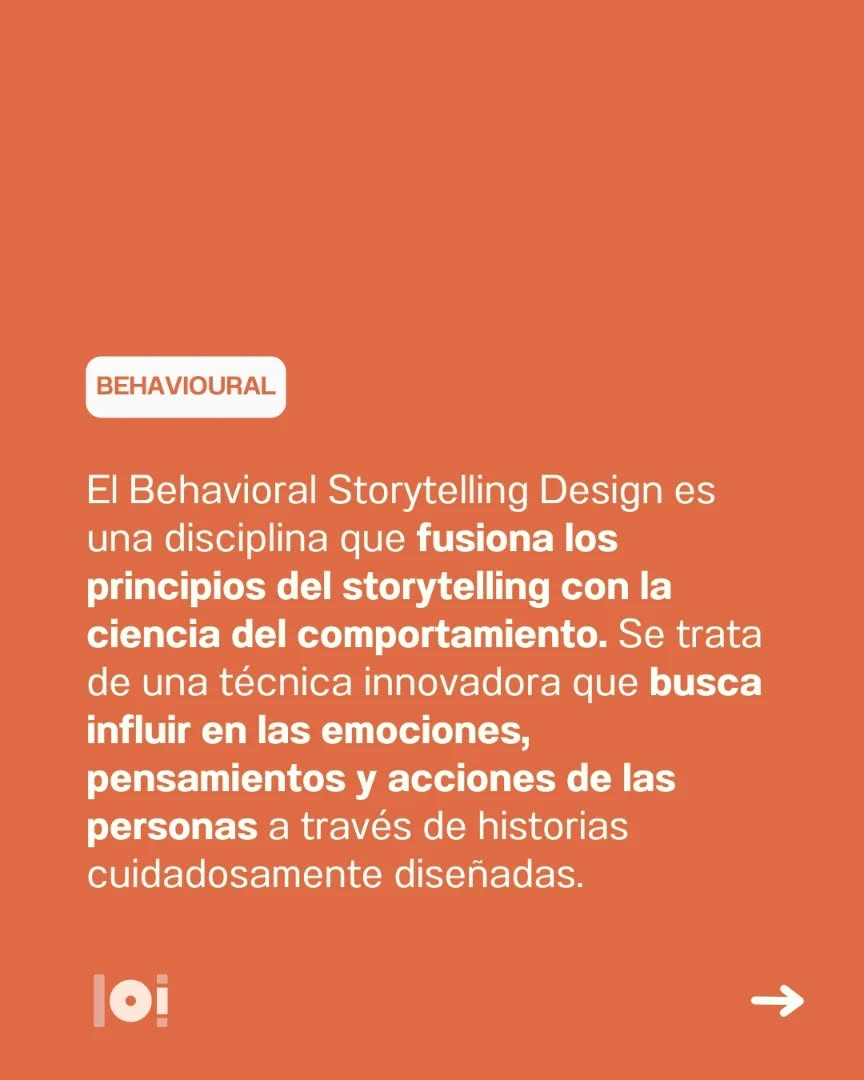 BEHAVIOURAL
El Behavioral Storytelling Design es
una disciplina que fusiona los
principios del storytelling con la
ciencia del comportamiento. Se trata
de una técnica innovadora que busca
influir en las emociones,
pensamientos y acciones de las
personas a través de historias
cuidadosamente diseñadas.
loi